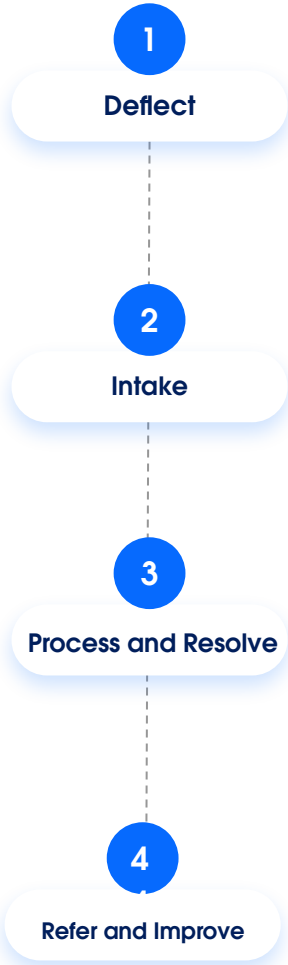 1
Deflect
2
Intake
3
Process and Resolve
4
Refer and Improve